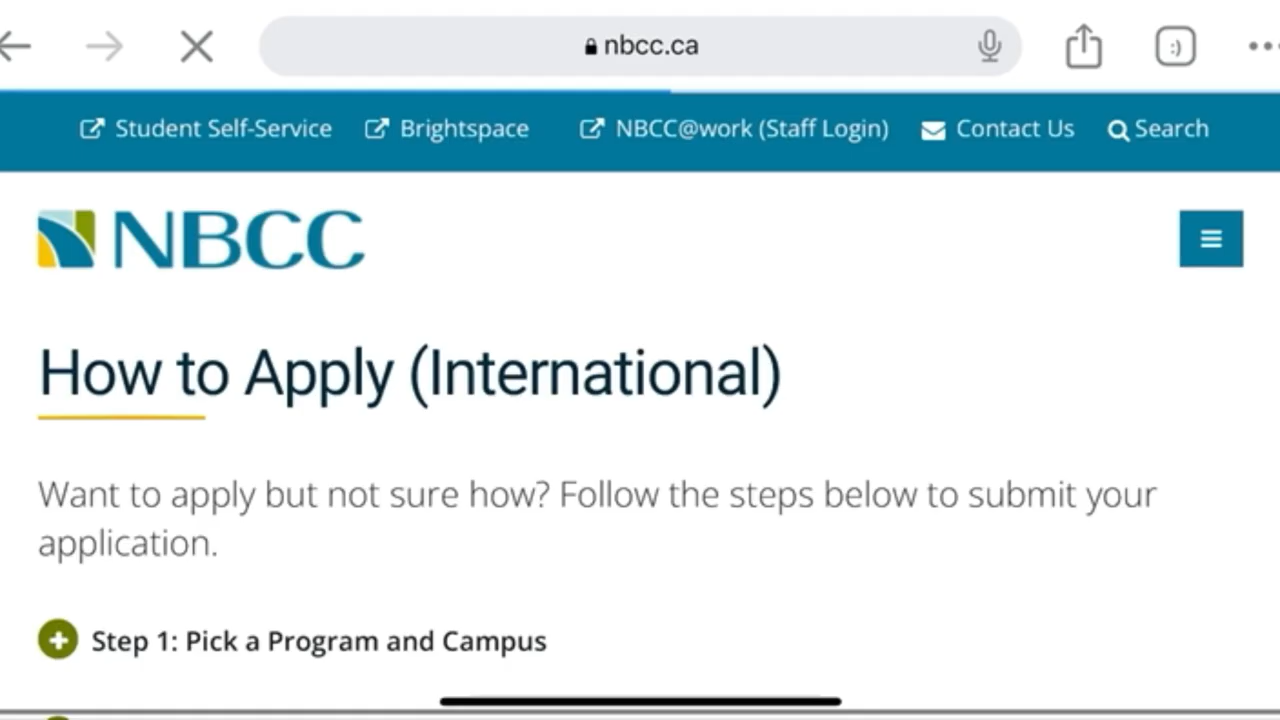 nbcc.ca
:)
Student Self-Service Brightspace NBCC@work (Staff Login) Contact Us Search
NBCC
How to Apply (International)
Want to apply but not sure how? Follow the steps below to submit your
application.
Step 1: Pick a Program and Campus